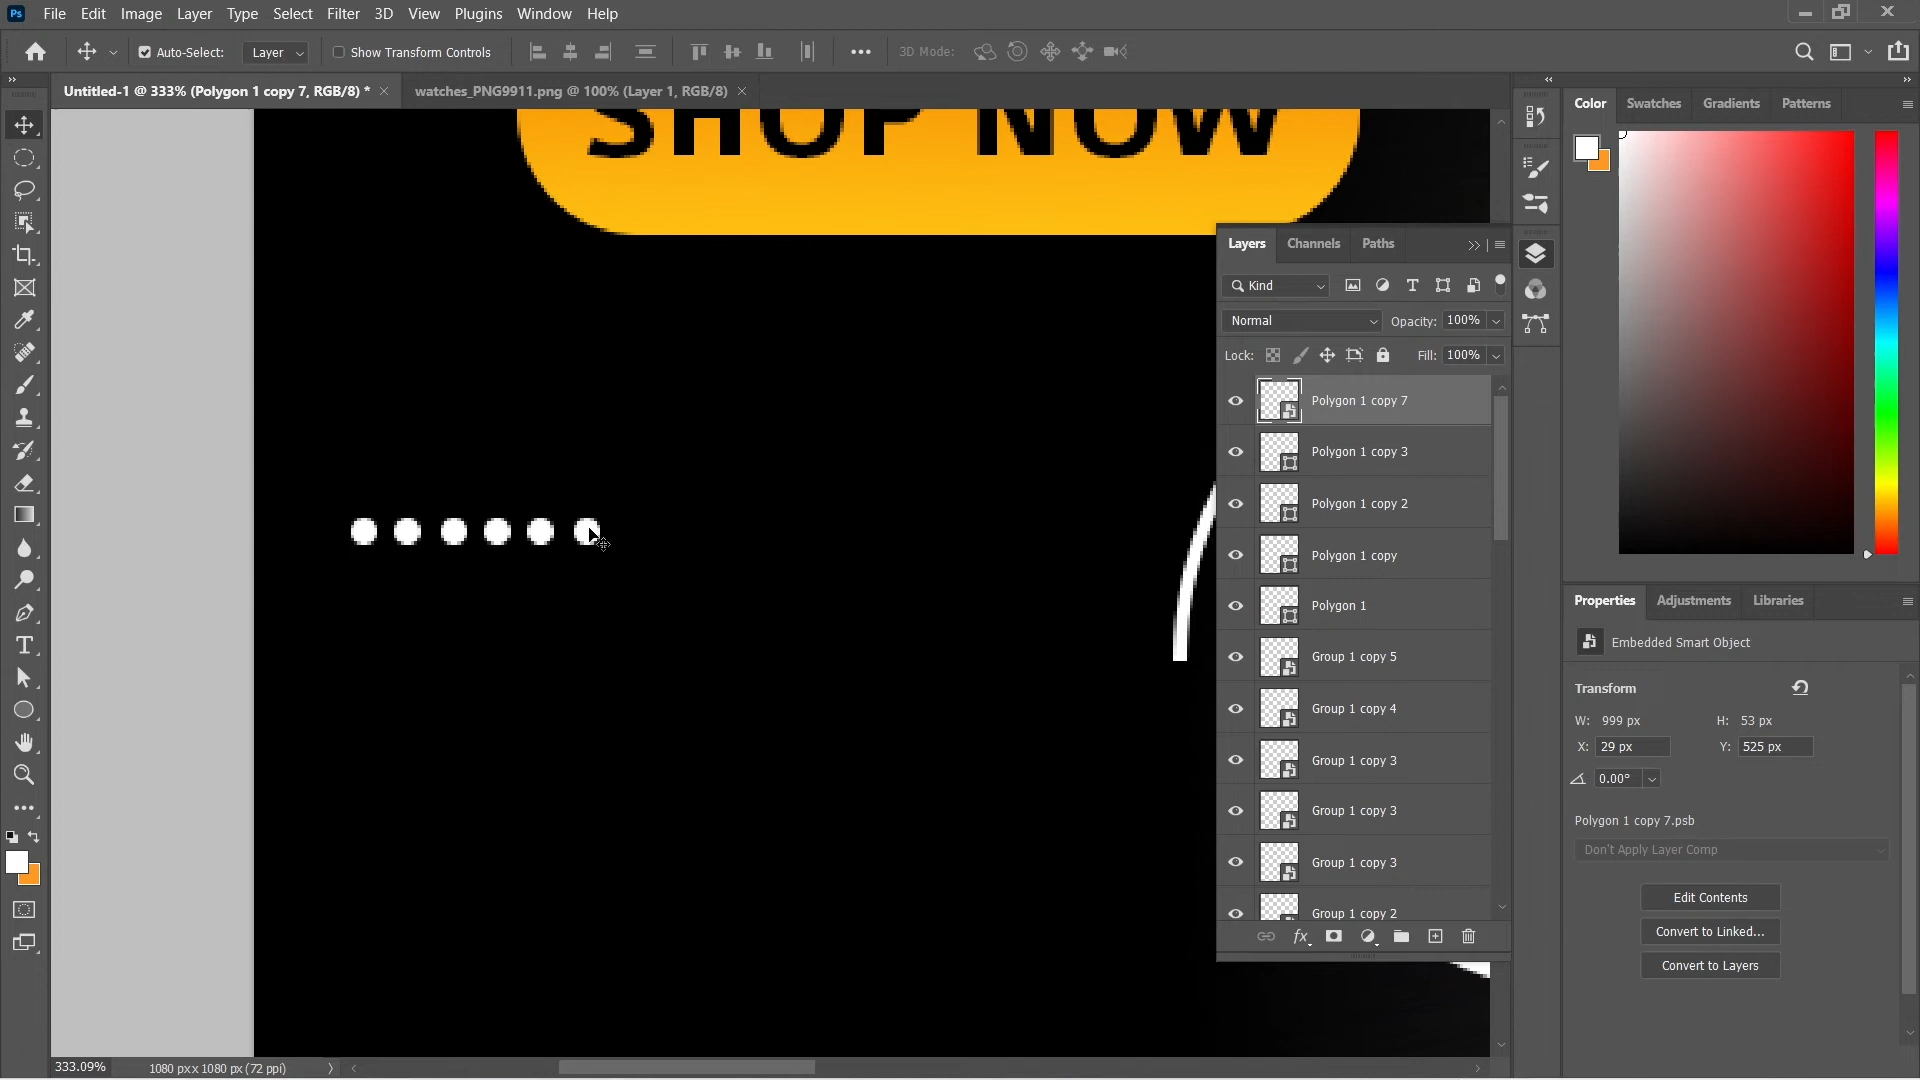 Ps File Edit Image Layer Type Select Filter 3D View Plugins Window Help
Auto-Select: Layer Show Transform Controls 3D Mode:
Untitled-1 @ 333% (Polygon 1 copy 7, RGB/8) * watches_PNG9911.png @ 100% (Layer 1, RGB/8)
SHOP NOW
Color Swatches Gradients Patterns
Layers Channels Paths
Kind
Normal Opacity: 100%
Lock: Fill: 100%
Polygon 1 copy 7
Polygon 1 copy 3
Polygon 1 copy 2
Polygon 1 copy
Polygon 1
Group 1 copy 5
Group 1 copy 4
Group 1 copy 3
Group 1 copy 3
Group 1 copy 3
Group 1 copy 2
fx
Properties Adjustments Libraries
Embedded Smart Object
Transform
W: 999 px H: 53 px
X: 29 px Y: 525 px
0.00°
Polygon 1 copy 7.psb
Don't Apply Layer Comp
Edit Contents
Convert to Linked...
Convert to Layers
333.09% 1080 px x 1080 px (72 ppi)